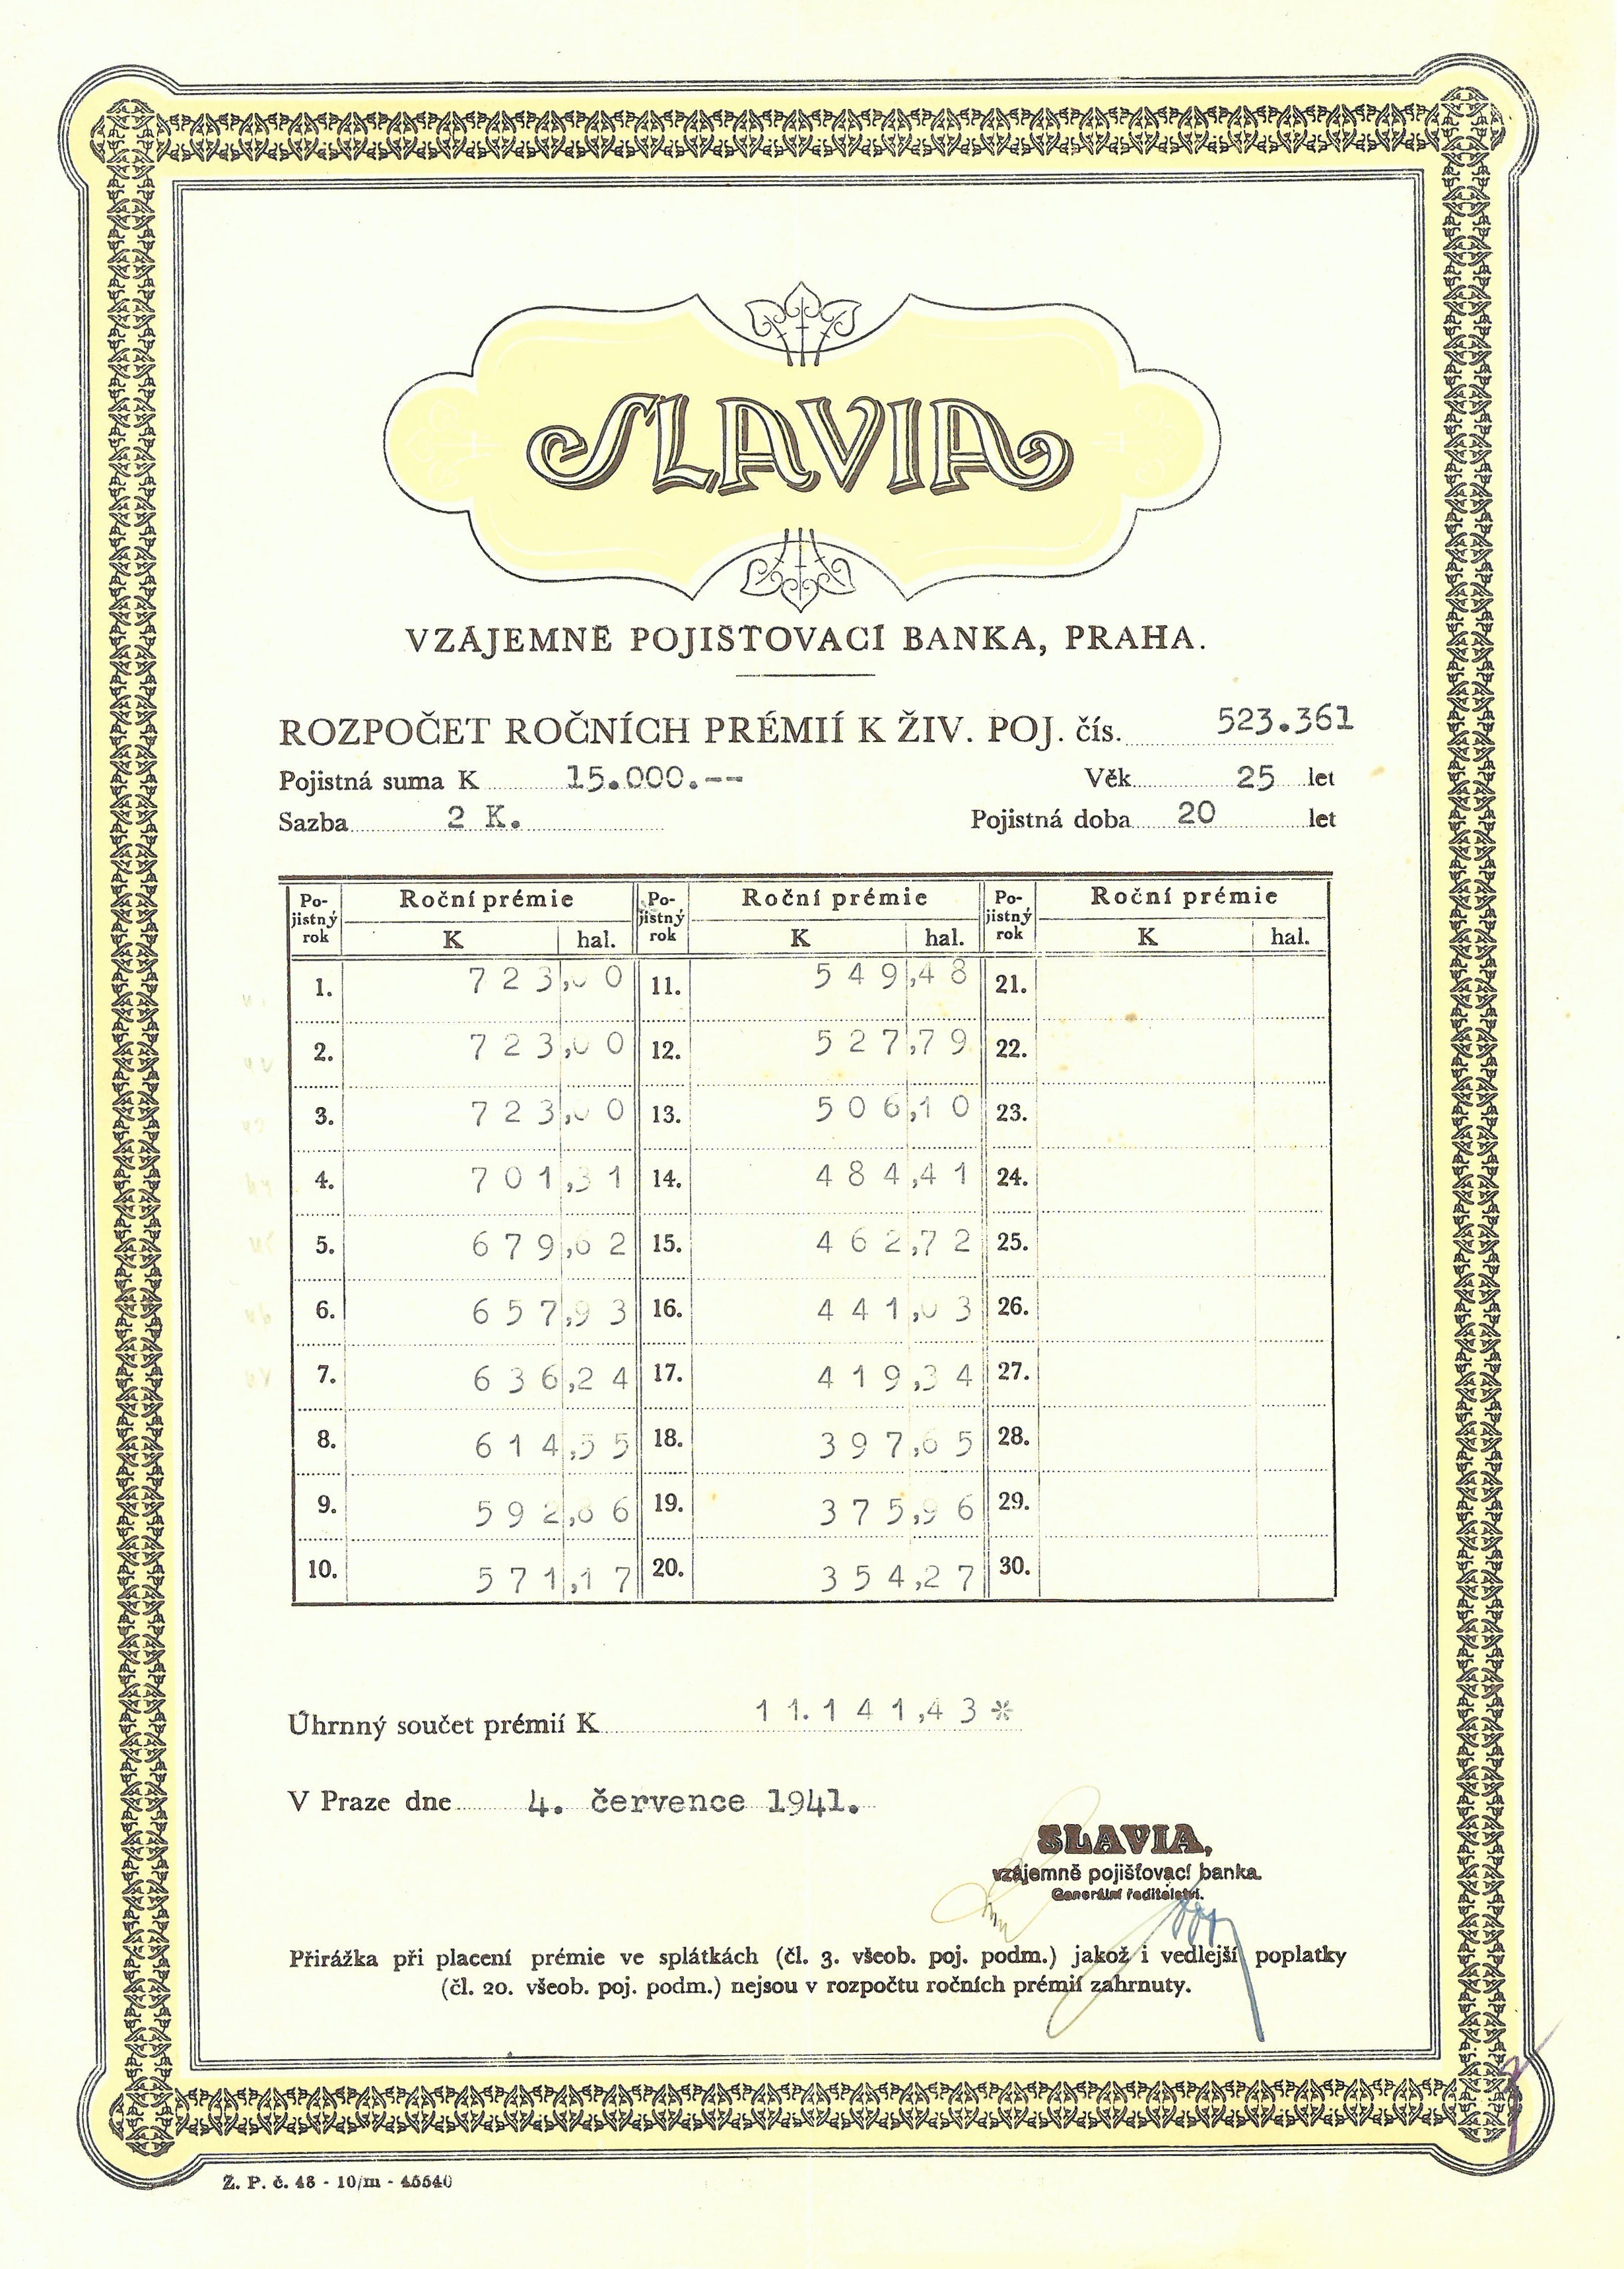 SLAVIA
VZÁJEMNĚ POJIŠŤOVACÍ BANKA, PRAHA.
ROZPOČET ROČNÍCH PRÉMIÍ K ŽIV. POJ. čís. 523.361
Pojistná suma K 15.000.-- Věk 25 let
Sazba 2 K. Pojistná doba 20 let
Po-jistný rok Roční prémie K hal. Po-jistný rok Roční prémie K hal. Po-jistný rok Roční prémie K hal.
1. 723,00 11. 549,48 21.
2. 723,00 12. 527,79 22.
3. 723,00 13. 506,10 23.
4. 701,31 14. 484,41 24.
5. 679,62 15. 462,72 25.
6. 657,93 16. 441,03 26.
7. 636,24 17. 419,34 27.
8. 614,55 18. 397,65 28.
9. 592,86 19. 375,96 29.
10. 571,17 20. 354,27 30.
Úhrnný součet prémií K 11.141,43*
V Praze dne 4. července 1941.
SLAVIA,
vzájemně pojišťovací banka.
Generální ředitelství.
Přirážka při placení prémie ve splátkách (čl. 3. všeob. poj. podm.) jakož i vedlejší poplatky
(čl. 20. všeob. poj. podm.) nejsou v rozpočtu ročních prémií zahrnuty.
Ž. P. č. 48 - 10/m - 45540